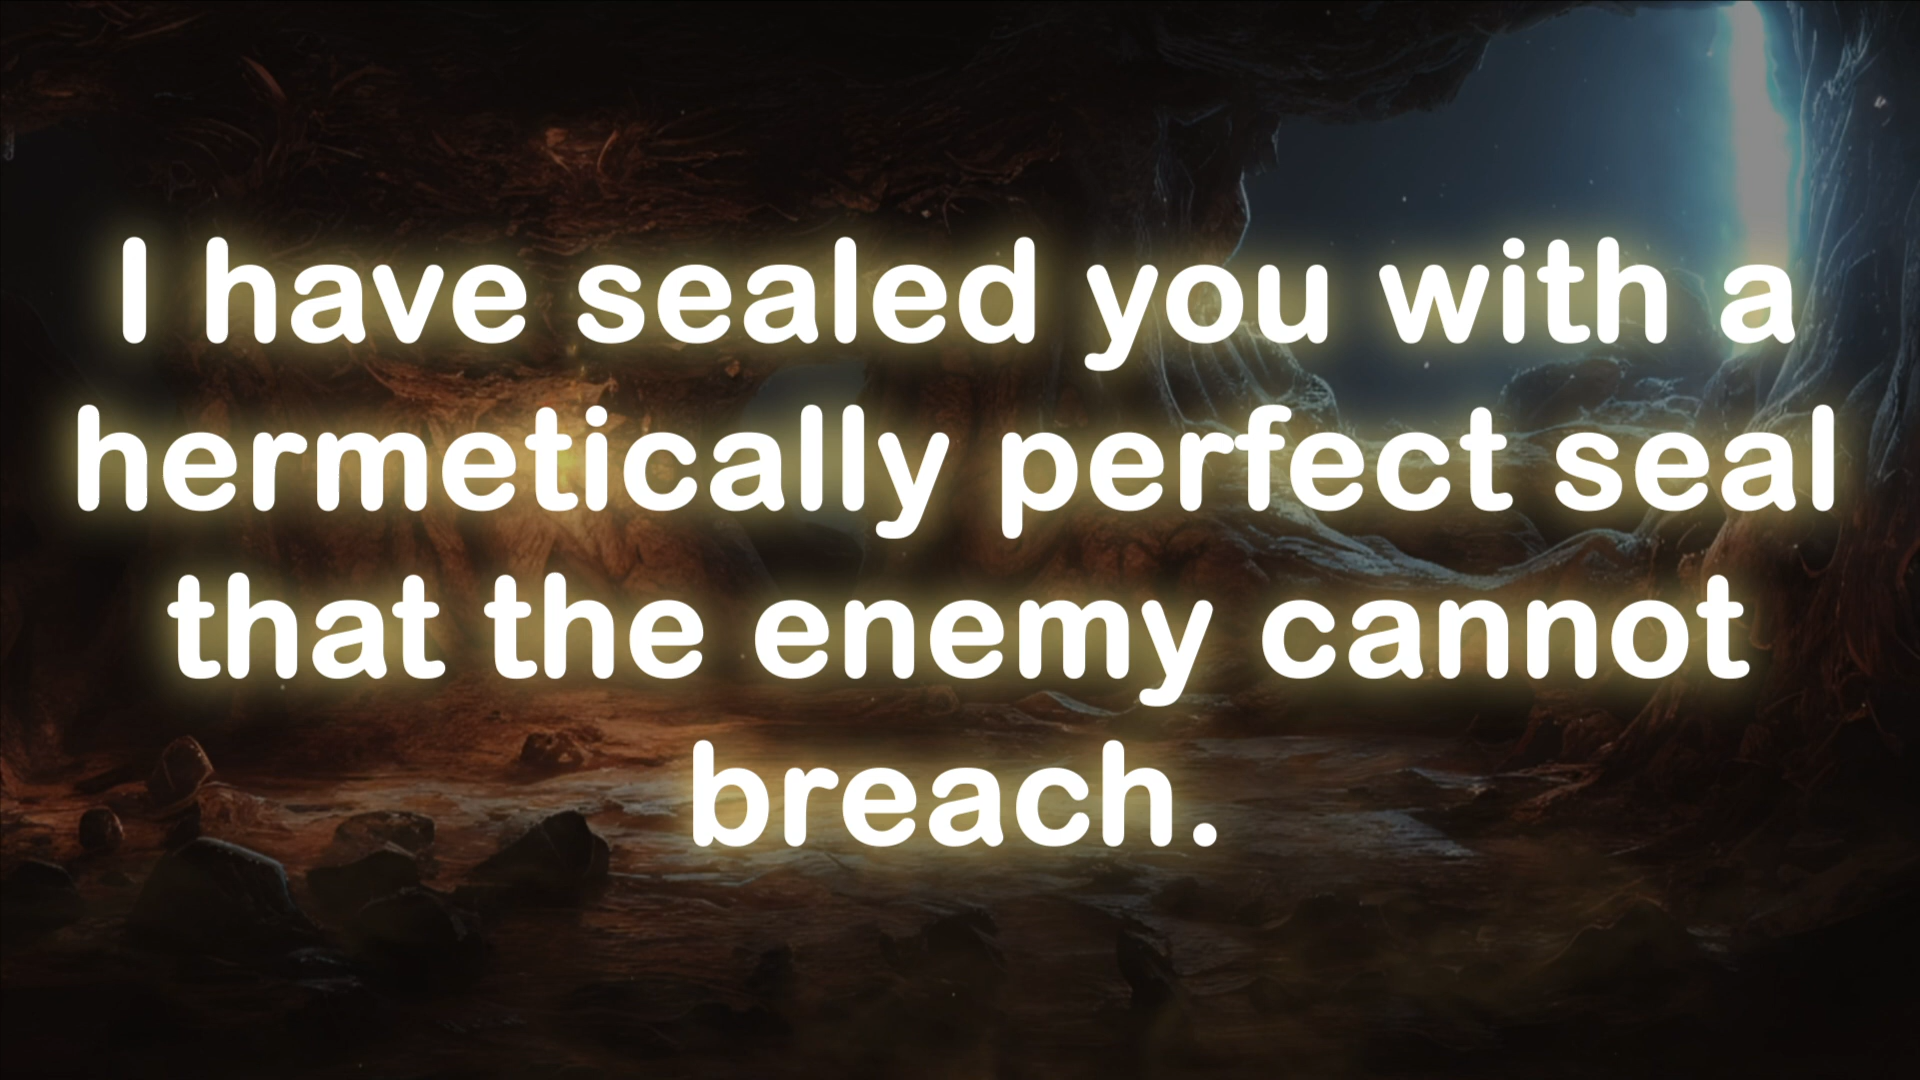 I have sealed you with a
hermetically perfect seal
that the enemy cannot
breach.